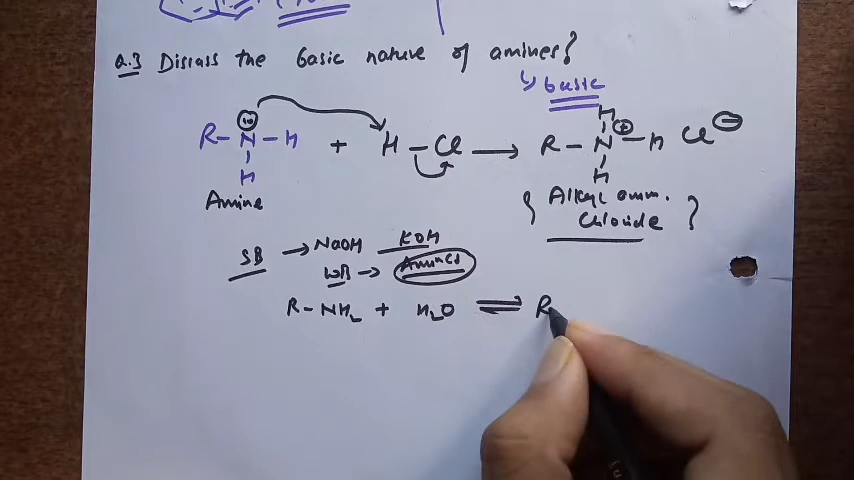 Q.3 Discuss the basic nature of amines?
↳ basic
H
R - N - H + H - Cl → R - N - H Cl
H H
Amine { Alkyl amm. Chloride }
SB → NaOH KOH
WB → Amines
R - NH2 + H2O ⇌ R